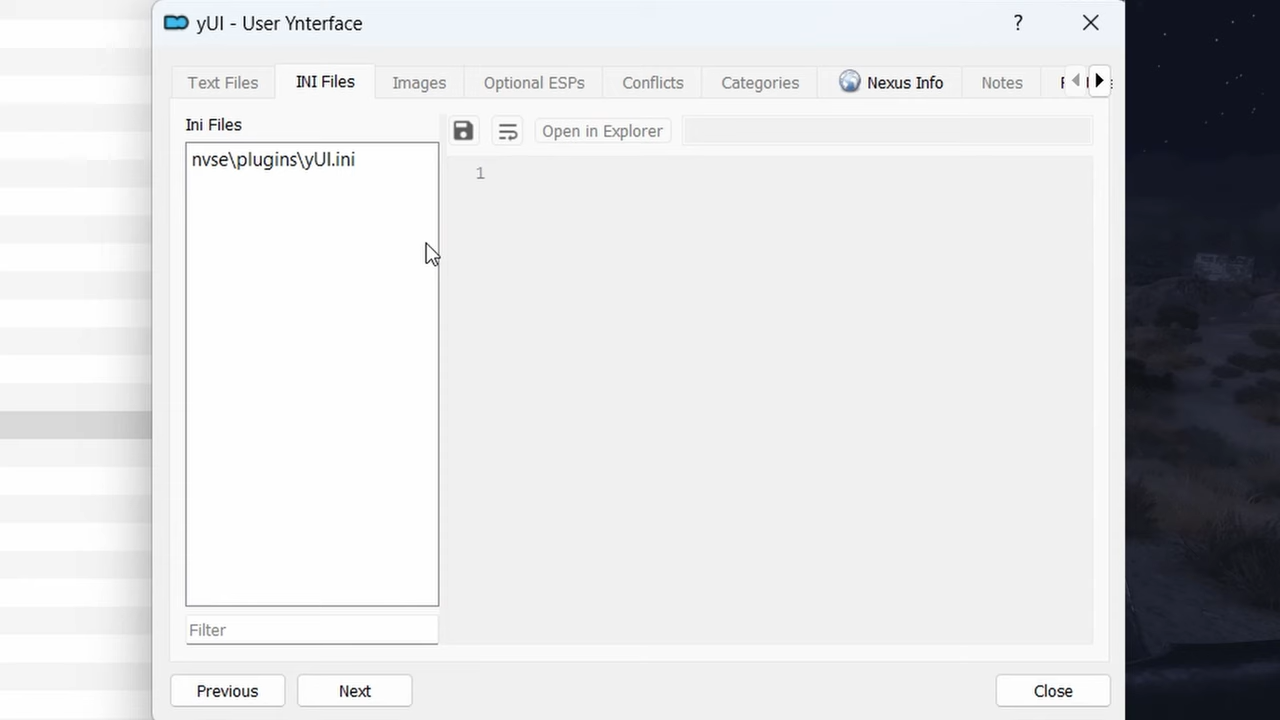 yUI - User Ynterface
?
Text Files
INI Files
Images
Optional ESPs
Conflicts
Categories
Nexus Info
Notes
Ini Files
Open in Explorer
nvse\plugins\yUI.ini
1
Filter
Previous
Next
Close